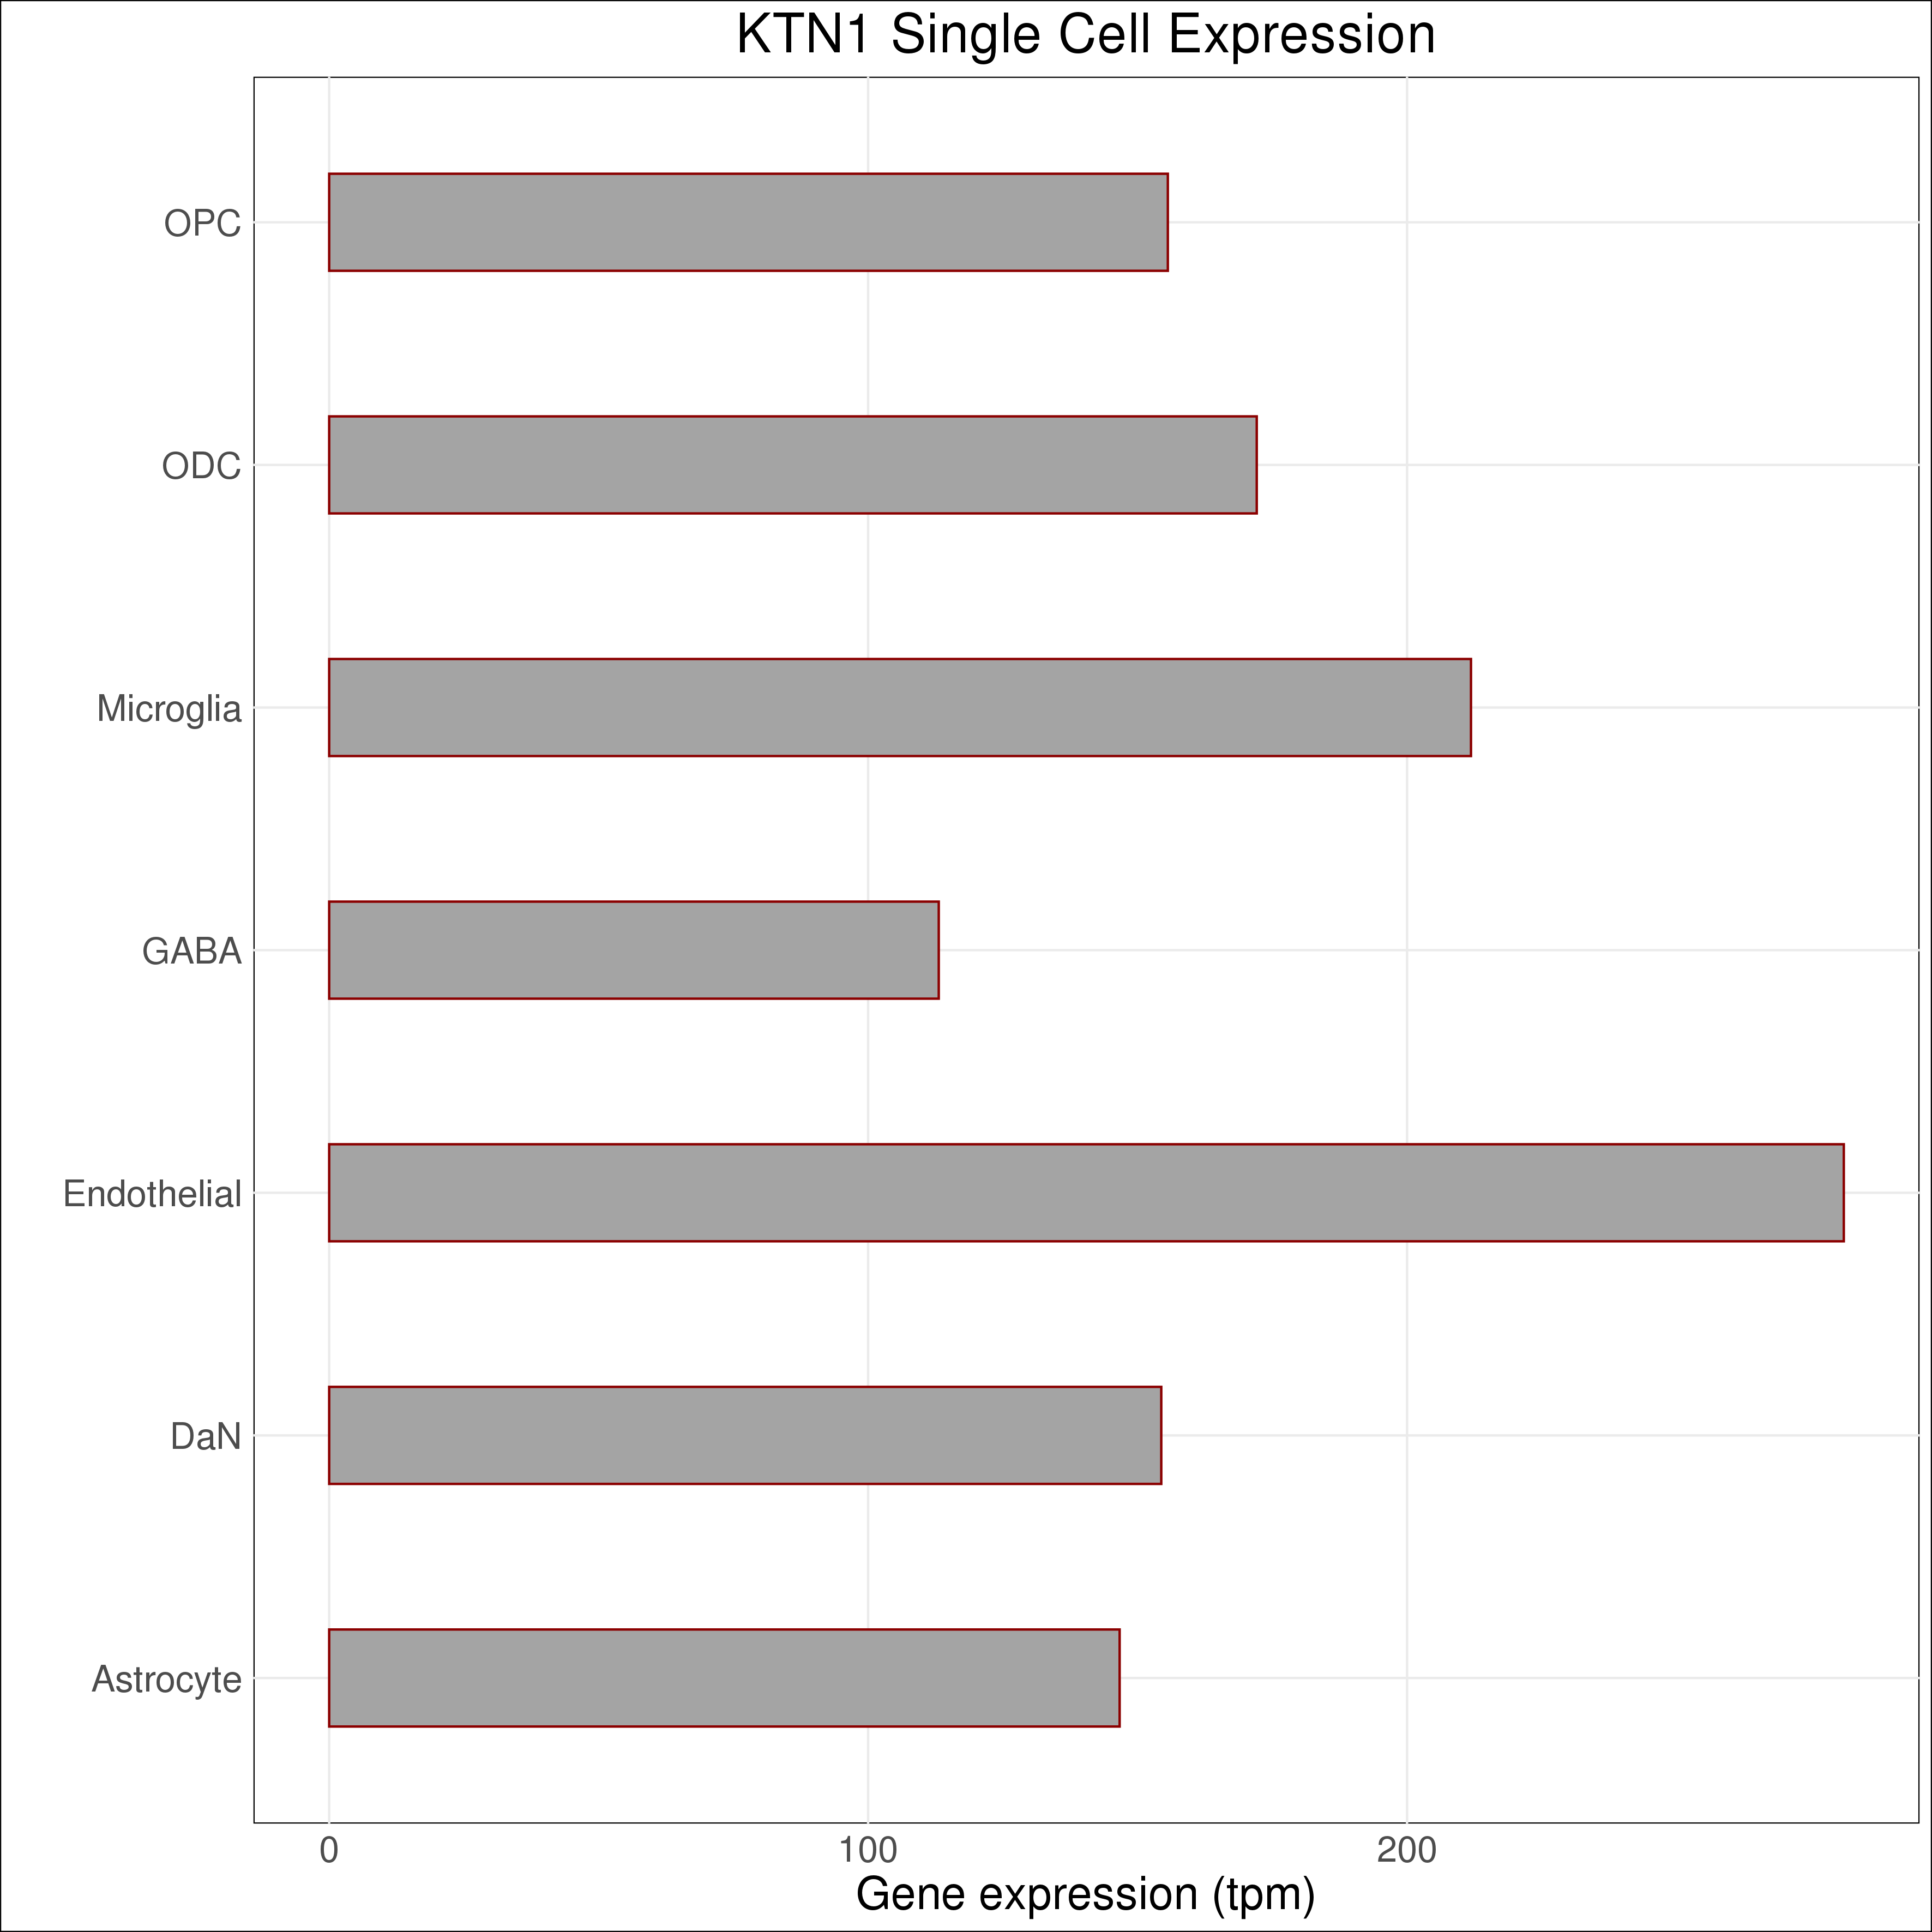 KTN1 Single Cell Expression
OPC
ODC
Microglia
GABA
Endothelial
DaN
Astrocyte
0 100 200
Gene expression (tpm)